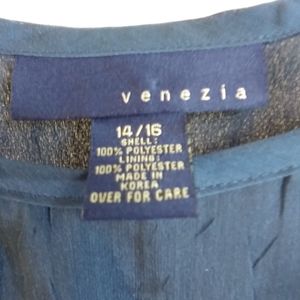 venezia
14/16
SHELL:
100% POLYESTER
LINING:
100% POLYESTER
MADE IN
KOREA
OVER FOR CARE